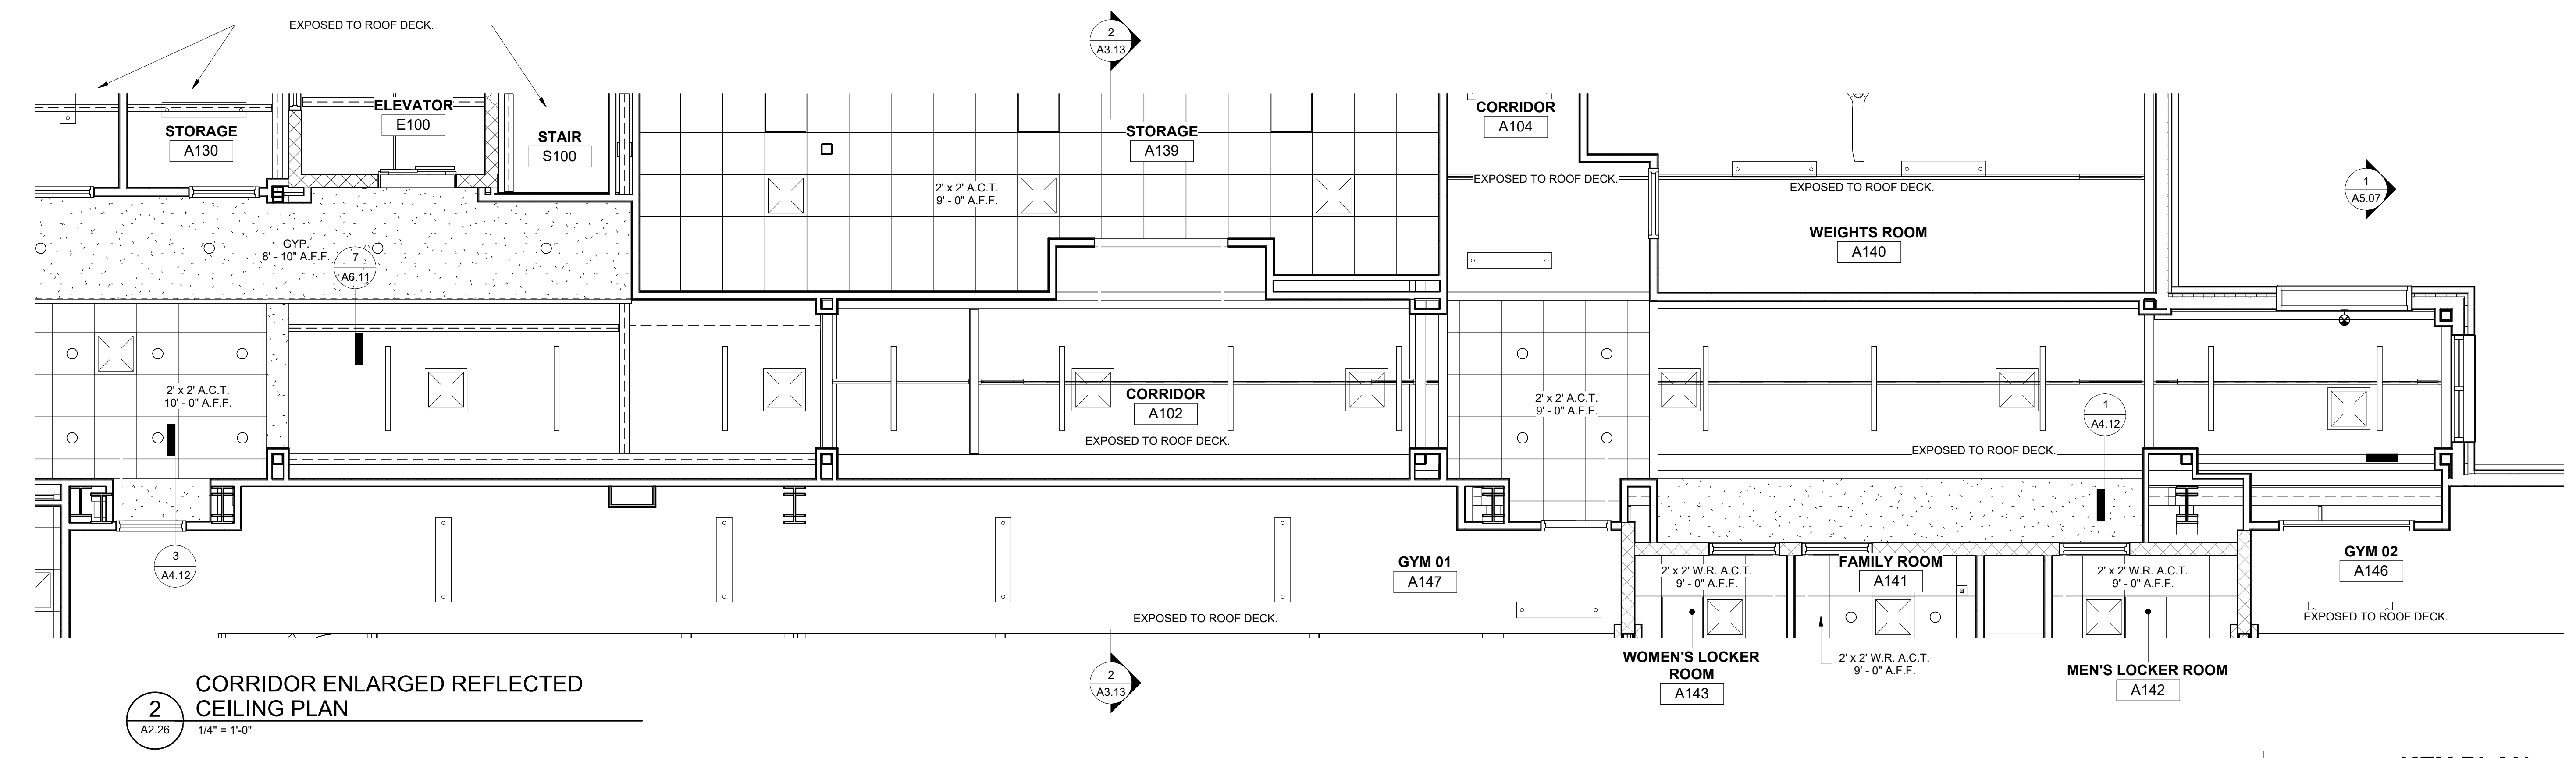 EXPOSED TO ROOF DECK.
2
A3.13
ELEVATOR
E100
STORAGE
A130
STAIR
S100
STORAGE
A139
CORRIDOR
A104
2' x 2' A.C.T.
9' - 0" A.F.F.
EXPOSED TO ROOF DECK.
EXPOSED TO ROOF DECK.
1
A5.07
WEIGHTS ROOM
A140
GYP.
8' - 10" A.F.F.
7
A6.11
2' x 2' A.C.T.
10' - 0" A.F.F.
CORRIDOR
A102
EXPOSED TO ROOF DECK.
2' x 2' A.C.T.
9' - 0" A.F.F.
1
A4.12
EXPOSED TO ROOF DECK.
3
A4.12
GYM 01
A147
EXPOSED TO ROOF DECK.
2' x 2' W.R. A.C.T.
9' - 0" A.F.F.
FAMILY ROOM
A141
2' x 2' W.R. A.C.T.
9' - 0" A.F.F.
GYM 02
A146
EXPOSED TO ROOF DECK.
WOMEN'S LOCKER
ROOM
A143
2' x 2' W.R. A.C.T.
9' - 0" A.F.F.
MEN'S LOCKER ROOM
A142
2
A3.13
CORRIDOR ENLARGED REFLECTED
CEILING PLAN
2
A2.26
1/4" = 1'-0"
KEY PLAN